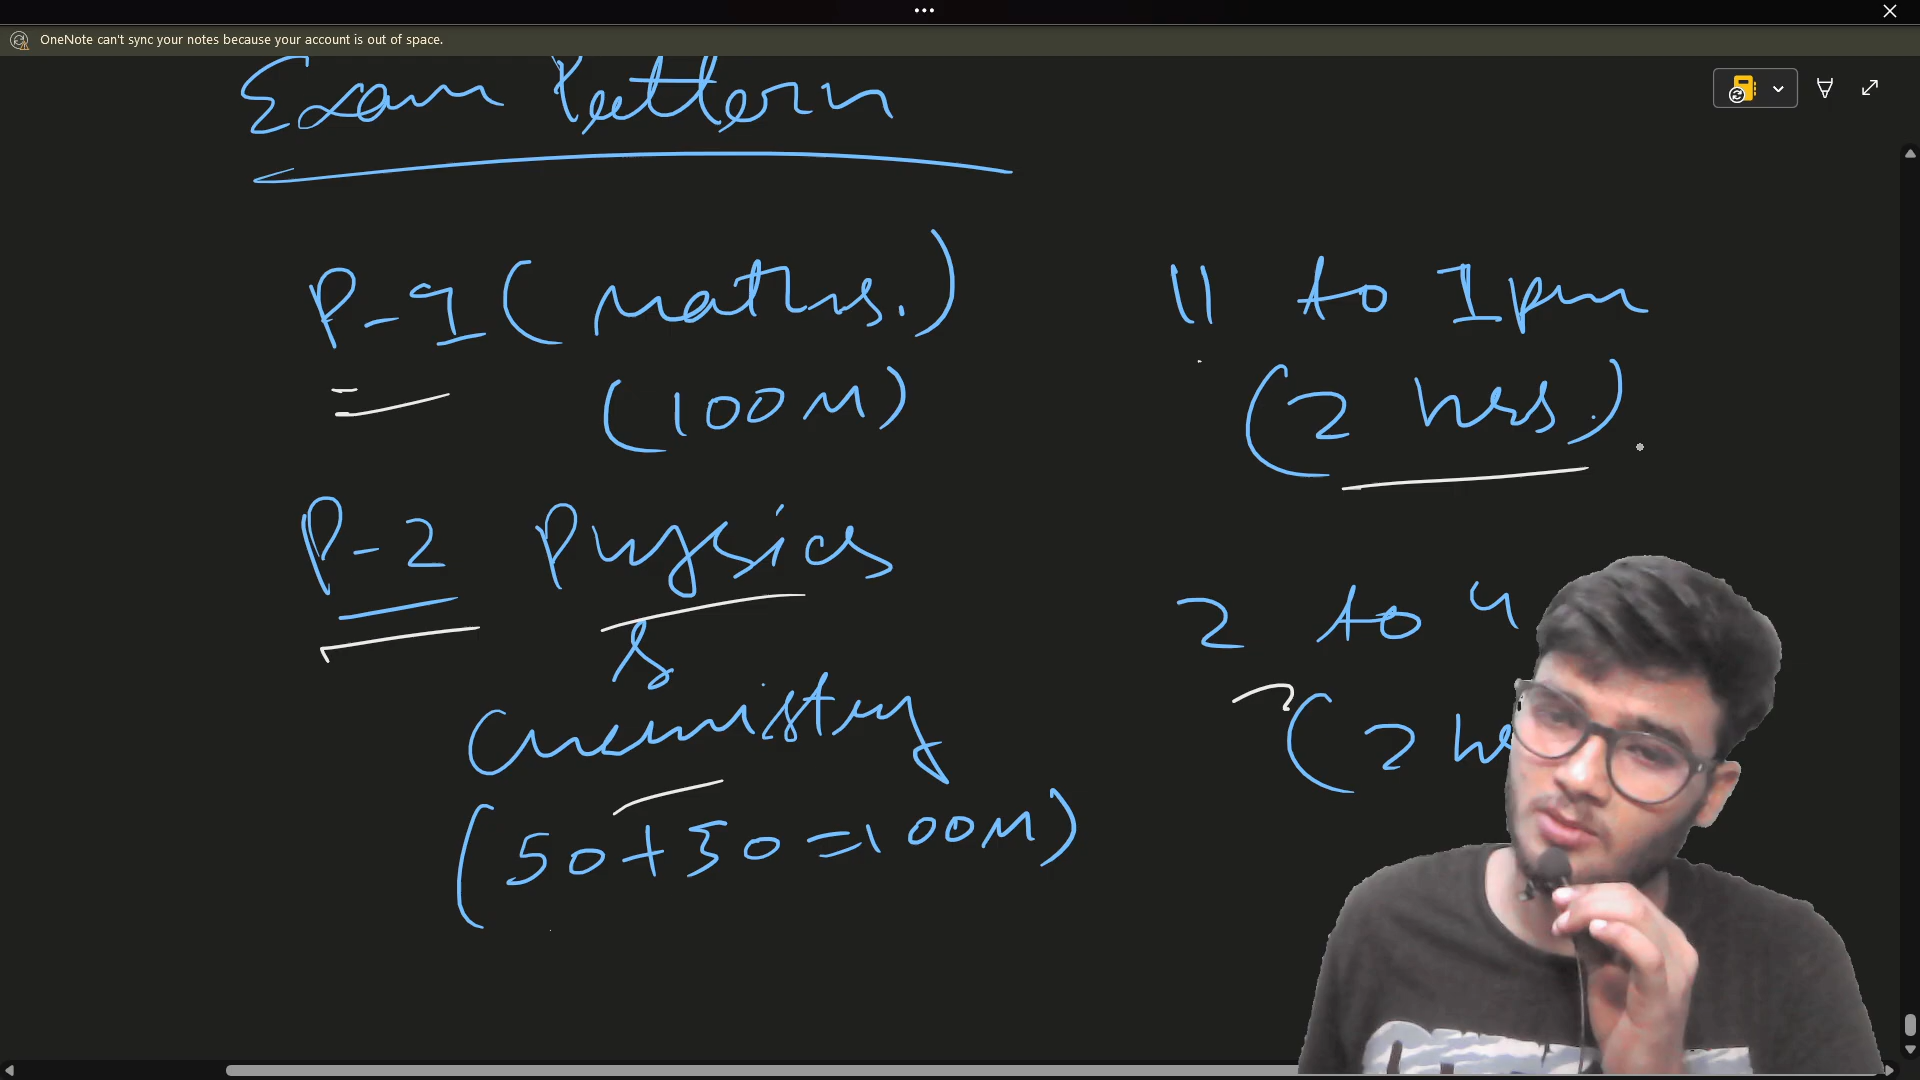 OneNote can't sync your notes because your account is out of space.
Exam Pattern
P-1 (Maths.) 11 to 1pm
(100M) (2 hrs.)
P-2 Physics
& 2 to 4
Chemistry (2 h
(50+50=100M)